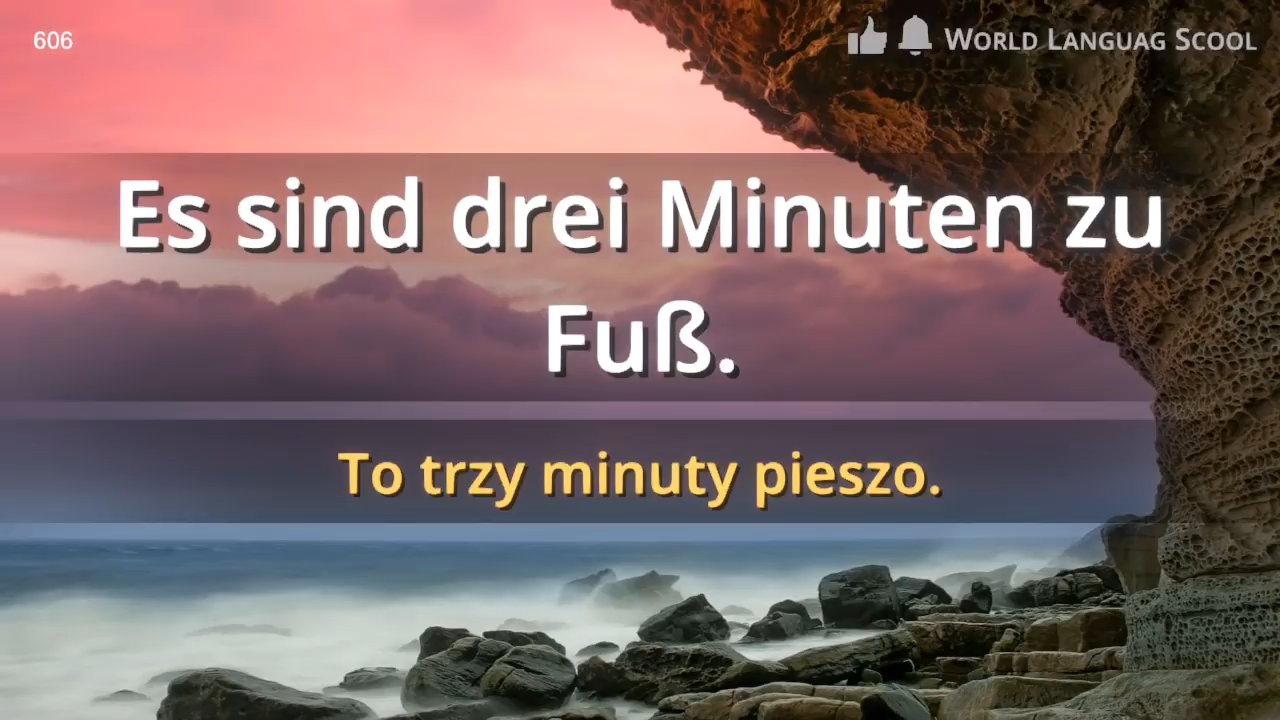 606
WORLD LANGUAG SCOOL
Es sind drei Minuten zu
Fuß.
To trzy minuty pieszo.